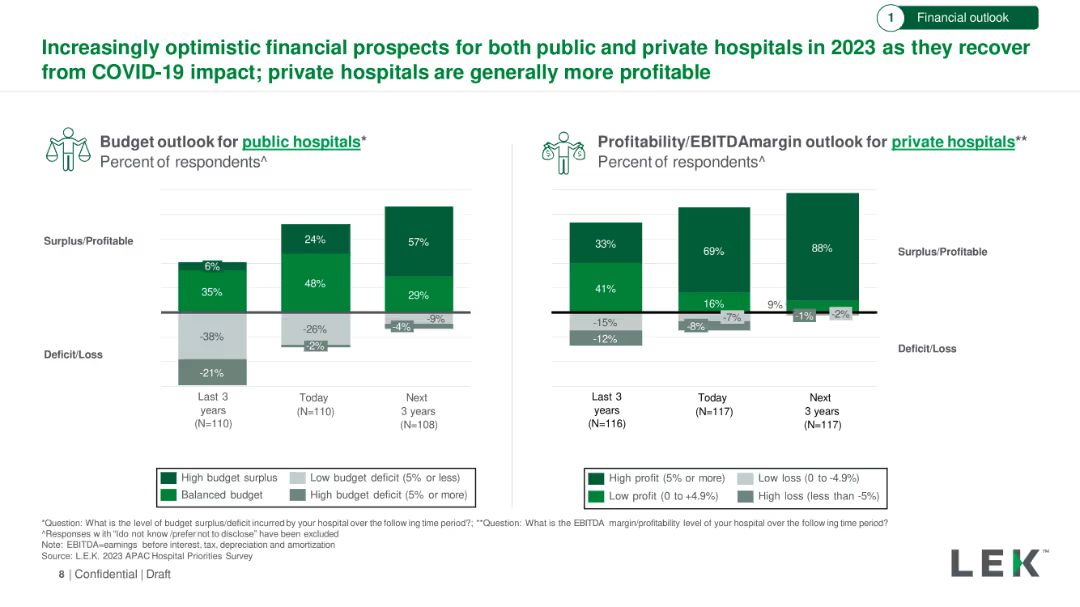 1 Financial outlook
Increasingly optimistic financial prospects for both public and private hospitals in 2023 as they recover
from COVID-19 impact; private hospitals are generally more profitable
Budget outlook for public hospitals*
Percent of respondents^
Surplus/Profitable
Deficit/Loss
6%
35%
-38%
-21%
24%
48%
-26%
-2%
57%
29%
-9%
-4%
Last 3
years
(N=110)
Today
(N=110)
Next
3 years
(N=108)
High budget surplus
Low budget deficit (5% or less)
Balanced budget
High budget deficit (5% or more)
Profitability/EBITDAmargin outlook for private hospitals**
Percent of respondents^
33%
41%
-15%
-12%
69%
16%
-7%
-8%
88%
9%
-1%
-2%
Surplus/Profitable
Deficit/Loss
Last 3
years
(N=116)
Today
(N=117)
Next
3 years
(N=117)
High profit (5% or more)
Low loss (0 to -4.9%)
Low profit (0 to +4.9%)
High loss (less than -5%)
*Question: What is the level of budget surplus/deficit incurred by your hospital over the following time period?; **Question: What is the EBITDA margin/profitability level of your hospital over the following time period?
^Responses with "Ido not know/prefer not to disclose" have been excluded
Note: EBITDA=earnings before interest, tax, depreciation and amortization
Source: L.E.K. 2023 APAC Hospital Priorities Survey
8 | Confidential | Draft
LEK™